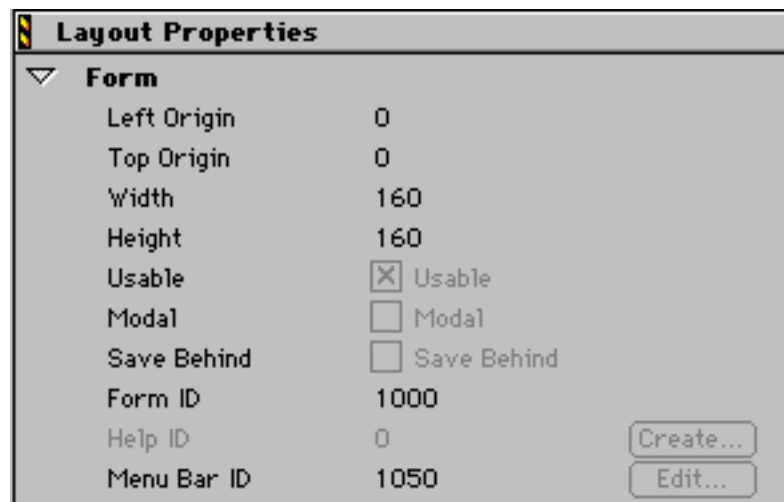 Layout Properties
Form
Left Origin 0
Top Origin 0
Width 160
Height 160
Usable Usable
Modal Modal
Save Behind Save Behind
Form ID 1000
Help ID 0 Create...
Menu Bar ID 1050 Edit...